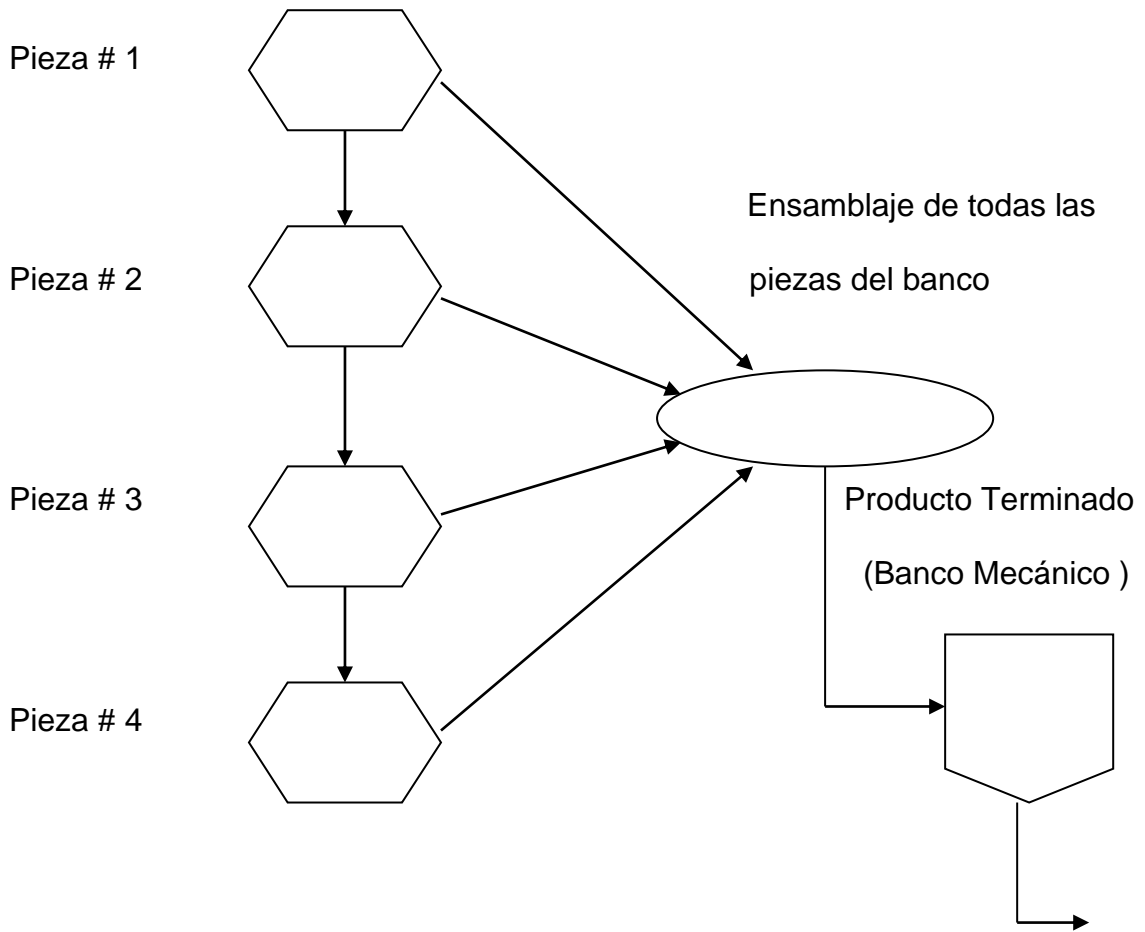 Pieza # 1
Ensamblaje de todas las
Pieza # 2
piezas del banco
Pieza # 3
Producto Terminado
(Banco Mecánico )
Pieza # 4